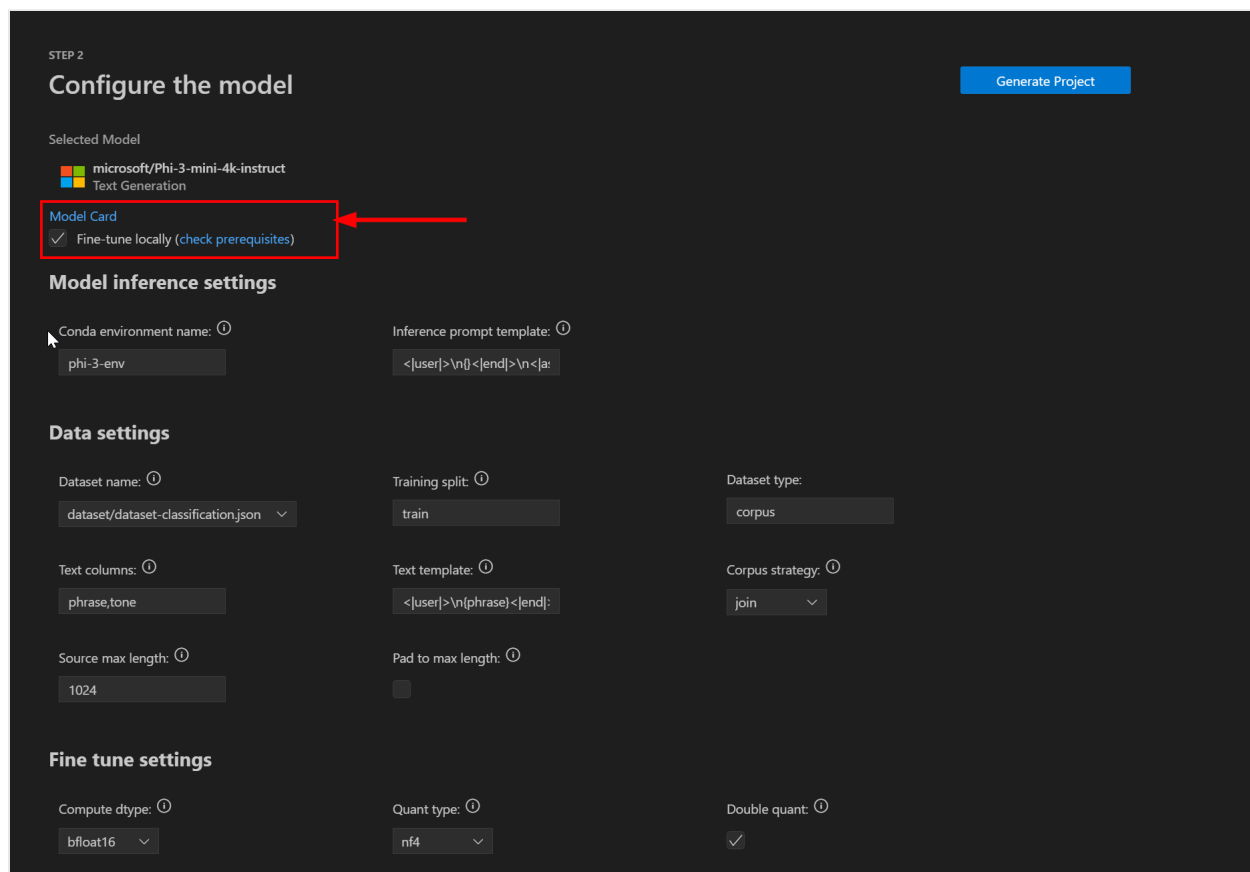 STEP 2
Configure the model
Generate Project
Selected Model
microsoft/Phi-3-mini-4k-instruct
Text Generation
Model Card
Fine-tune locally (check prerequisites)
Model inference settings
Conda environment name:
Inference prompt template:
phi-3-env
<|user|>\n{}<|end|>\n<|a
Data settings
Dataset name:
Training split:
Dataset type:
dataset/dataset-classification.json
train
corpus
Text columns:
Text template:
Corpus strategy:
phrase,tone
<|user|>\n{phrase}<|end|
join
Source max length:
Pad to max length:
1024
Fine tune settings
Compute dtype:
Quant type:
Double quant:
bfloat16
nf4